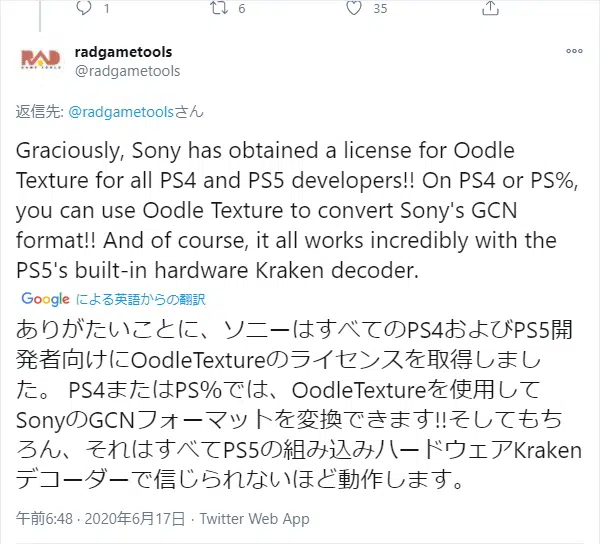 1 6 35
RAD
radgametools
@radgametools
返信先: @radgametoolsさん
Graciously, Sony has obtained a license for Oodle
Texture for all PS4 and PS5 developers!! On PS4 or PS%,
you can use Oodle Texture to convert Sony's GCN
format!! And of course, it all works incredibly with the
PS5's built-in hardware Kraken decoder.
Google による英語からの翻訳
ありがたいことに、ソニーはすべてのPS4およびPS5開
発者向けにOodleTextureのライセンスを取得しまし
た。 PS4またはPS％では、OodleTextureを使用して
SonyのGCNフォーマットを変換できます!!そしてもち
ろん、それはすべてPS5の組み込みハードウェアKraken
デコーダーで信じられないほど動作します。
午前6:48 · 2020年6月17日 · Twitter Web App